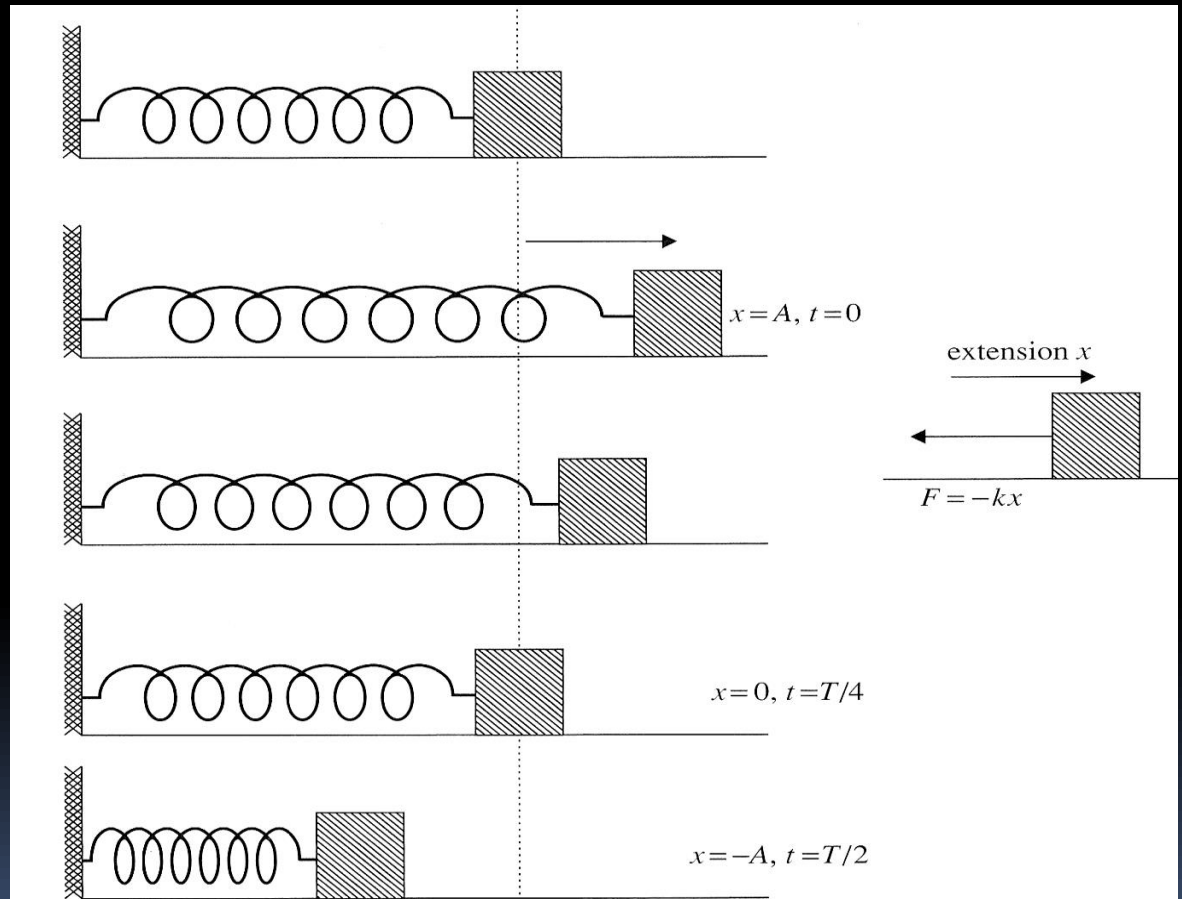 x=A, t=0
extension x
F=−kx
x=0, t=T/4
x=−A, t=T/2